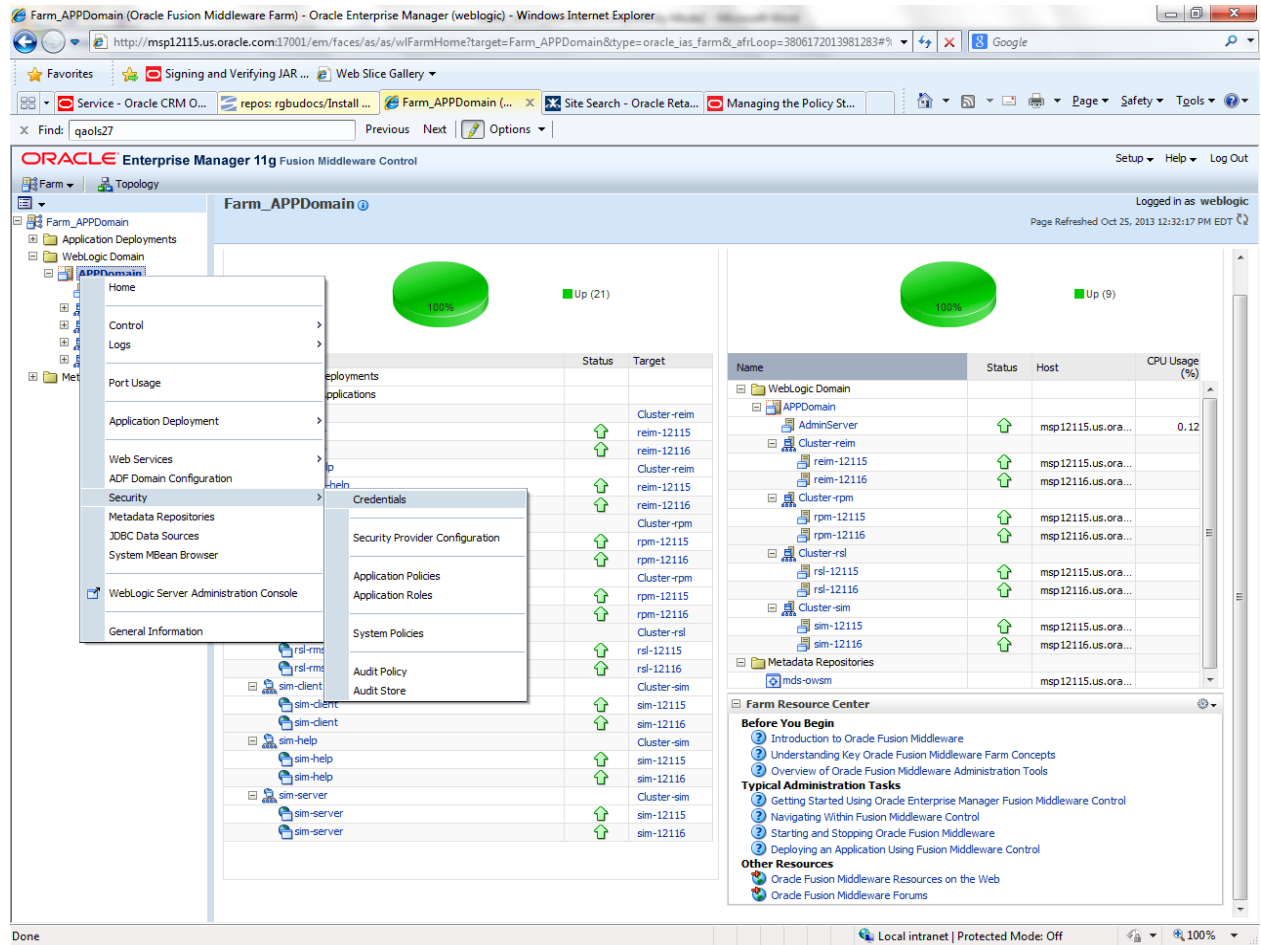 Farm_APPDomain (Oracle Fusion Middleware Farm) - Oracle Enterprise Manager (weblogic) - Windows Internet Explorer
http://msp12115.us.oracle.com:17001/em/faces/as/as/wlFarmHome?target=Farm_APPDomain&type=oracle_ias_farm&_afrLoop=3806172013981283#%
Google
Favorites Signing and Verifying JAR ... Web Slice Gallery
Service - Oracle CRM O... repos: rgbudocs/Install ... Farm_APPDomain (... X Site Search - Oracle Reta... Managing the Policy St... Page Safety Tools
x Find: qaols27 Previous Next Options
ORACLE Enterprise Manager 11g Fusion Middleware Control Setup Help Log Out
Farm Topology
Farm_APPDomain Logged in as weblogic
Page Refreshed Oct 25, 2013 12:32:17 PM EDT
Farm_APPDomain
Application Deployments
WebLogic Domain
APPDomain
Met
Home
Control
Logs
Port Usage
Application Deployment
Web Services
ADF Domain Configuration
Security
Metadata Repositories
JDBC Data Sources
System MBean Browser
WebLogic Server Administration Console
General Information
Credentials
Security Provider Configuration
Application Policies
Application Roles
System Policies
Audit Policy
Audit Store
100% Up (21)
Status Target
eployments
pplications
Cluster-reim
reim-12115
reim-12116
lp Cluster-reim
-help reim-12115
reim-12116
Cluster-rpm
rpm-12115
rpm-12116
Cluster-rpm
rpm-12115
rpm-12116
Cluster-rsl
rsl-rms rsl-12115
rsl-rms rsl-12116
sim-client Cluster-sim
sim-client sim-12115
sim-client sim-12116
sim-help Cluster-sim
sim-help sim-12115
sim-help sim-12116
sim-server Cluster-sim
sim-server sim-12115
sim-server sim-12116
100% Up (9)
Name Status Host CPU Usage (%)
WebLogic Domain
APPDomain
AdminServer msp12115.us.ora... 0.12
Cluster-reim
reim-12115 msp12115.us.ora...
reim-12116 msp12116.us.ora...
Cluster-rpm
rpm-12115 msp12115.us.ora...
rpm-12116 msp12116.us.ora...
Cluster-rsl
rsl-12115 msp12115.us.ora...
rsl-12116 msp12116.us.ora...
Cluster-sim
sim-12115 msp12115.us.ora...
sim-12116 msp12116.us.ora...
Metadata Repositories
mds-owsm msp12115.us.ora...
Farm Resource Center
Before You Begin
Introduction to Oracle Fusion Middleware
Understanding Key Oracle Fusion Middleware Farm Concepts
Overview of Oracle Fusion Middleware Administration Tools
Typical Administration Tasks
Getting Started Using Oracle Enterprise Manager Fusion Middleware Control
Navigating Within Fusion Middleware Control
Starting and Stopping Oracle Fusion Middleware
Deploying an Application Using Fusion Middleware Control
Other Resources
Oracle Fusion Middleware Resources on the Web
Oracle Fusion Middleware Forums
Done Local intranet | Protected Mode: Off 100%